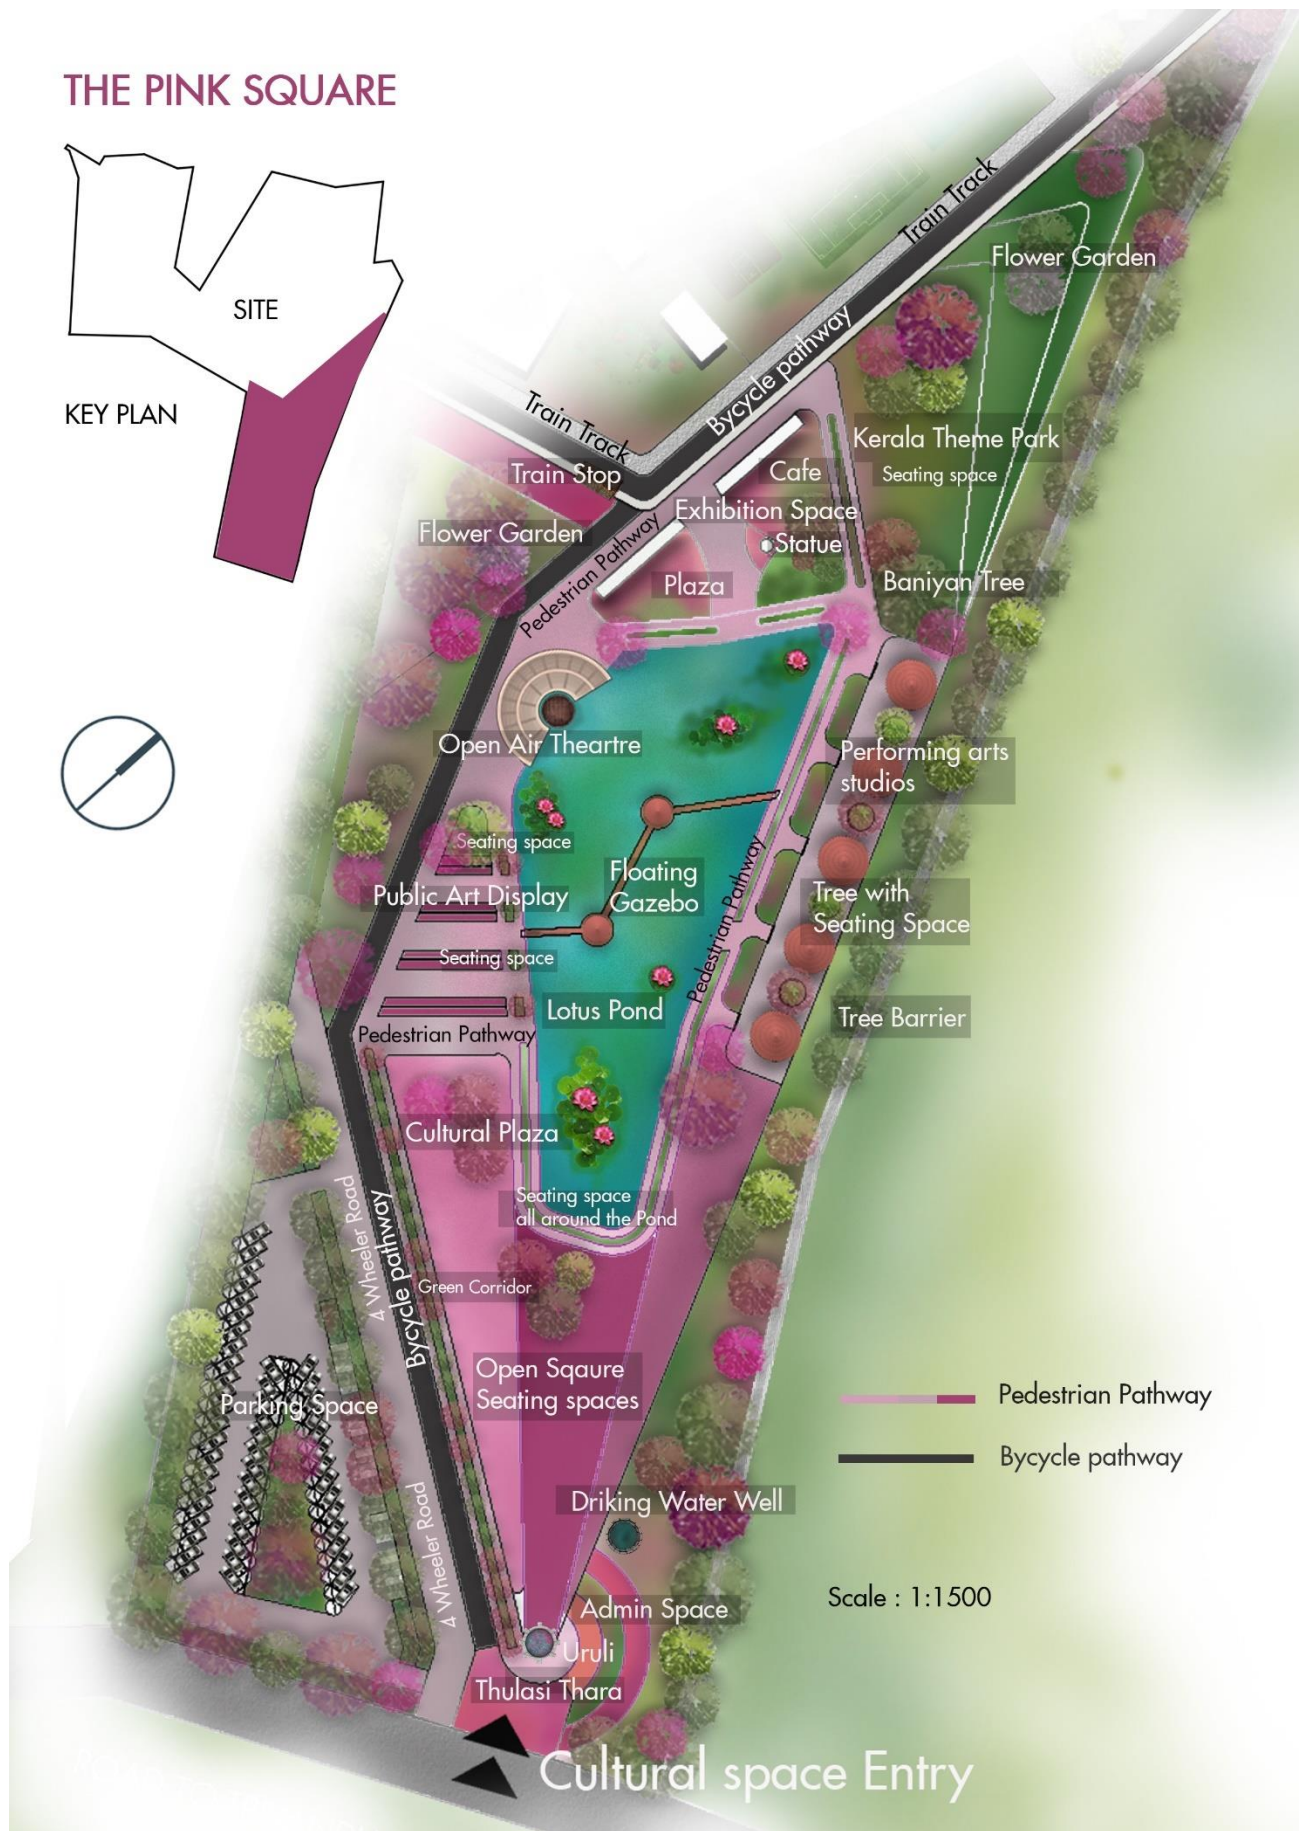 THE PINK SQUARE
SITE
KEY PLAN
Train Track
Flower Garden
Bycycle pathway
Train Track
Train Stop
Kerala Theme Park
Seating space
Cafe
Exhibition Space
Statue
Flower Garden
Pedestrian Pathway
Plaza
Baniyan Tree
Open Air Theartre
Performing arts
studios
Seating space
Public Art Display
Floating
Gazebo
Pedestrian Pathway
Tree with
Seating Space
Seating space
Lotus Pond
Tree Barrier
Pedestrian Pathway
Cultural Plaza
Seating space
all around the Pond
4 Wheeler Road
Bycycle pathway
Green Corridor
Open Sqaure
Seating spaces
Parking Space
Pedestrian Pathway
Bycycle pathway
4 Wheeler Road
Driking Water Well
Scale : 1:1500
Admin Space
Uruli
Thulasi Thara
Cultural space Entry